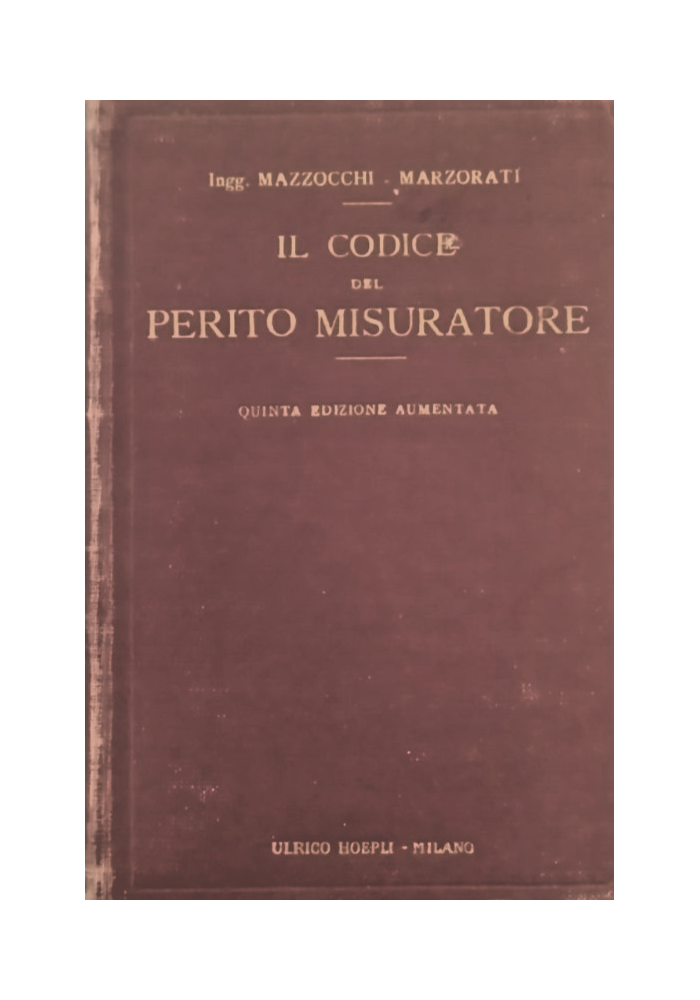 Ingg. MAZZOCCHI - MARZORATI
IL CODICE
DEL
PERITO MISURATORE
QUINTA EDIZIONE AUMENTATA
ULRICO HOEPLI - MILANO